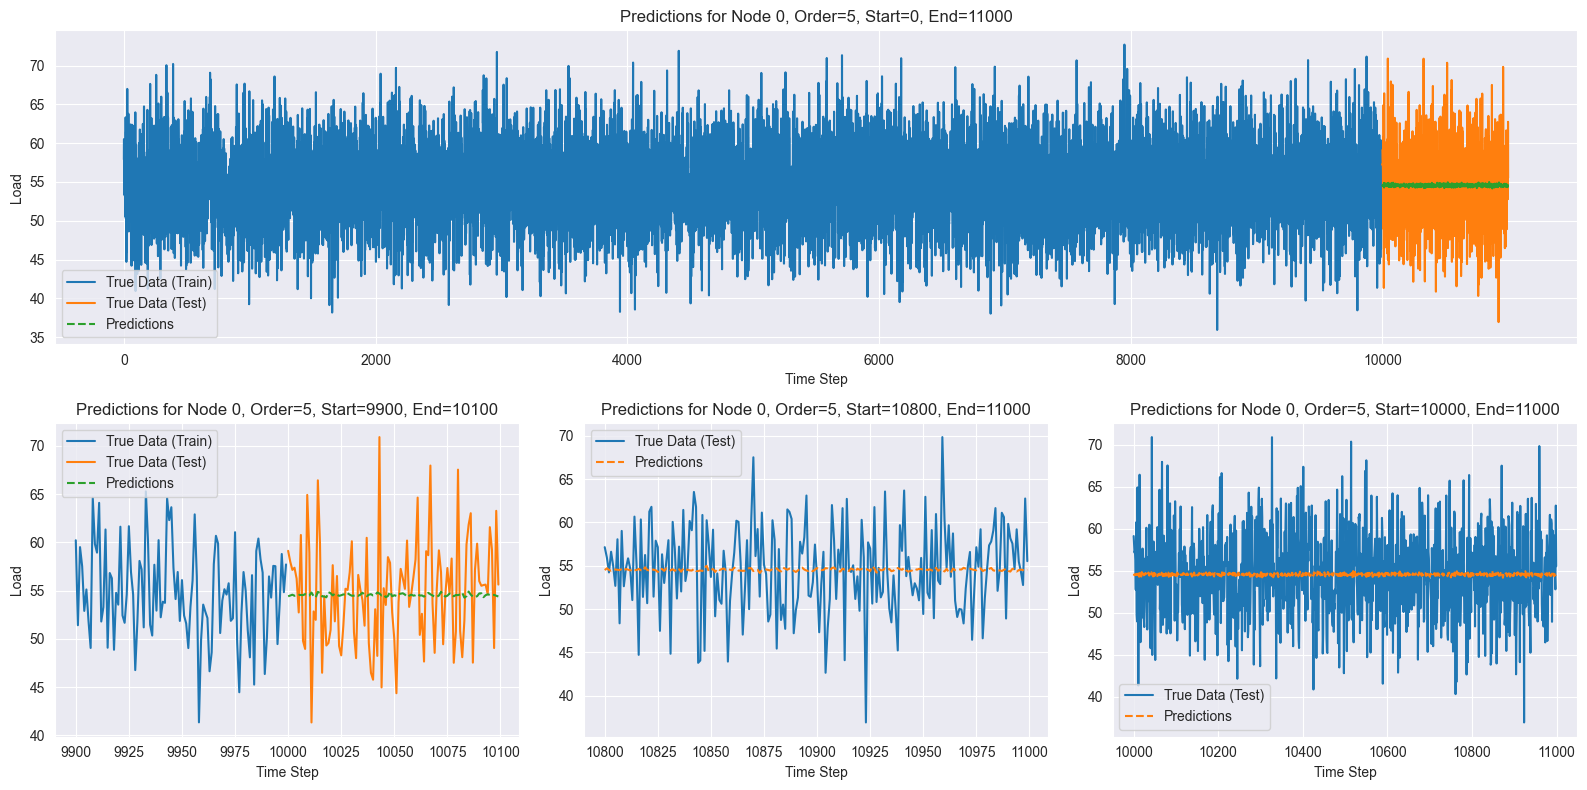 Predictions for Node 0, Order=5, Start=0, End=11000
70
65
60
55
50
45
40
35
Load
True Data (Train)
True Data (Test)
Predictions
0 2000 4000 6000 8000 10000
Time Step
Predictions for Node 0, Order=5, Start=9900, End=10100
True Data (Train)
True Data (Test)
Predictions
70
65
60
55
50
45
40
Load
9900 9925 9950 9975 10000 10025 10050 10075 10100
Time Step
Predictions for Node 0, Order=5, Start=10800, End=11000
True Data (Test)
Predictions
70
65
60
55
50
45
40
Load
10800 10825 10850 10875 10900 10925 10950 10975 11000
Time Step
Predictions for Node 0, Order=5, Start=10000, End=11000
70
65
60
55
50
45
40
Load
True Data (Test)
Predictions
10000 10200 10400 10600 10800 11000
Time Step